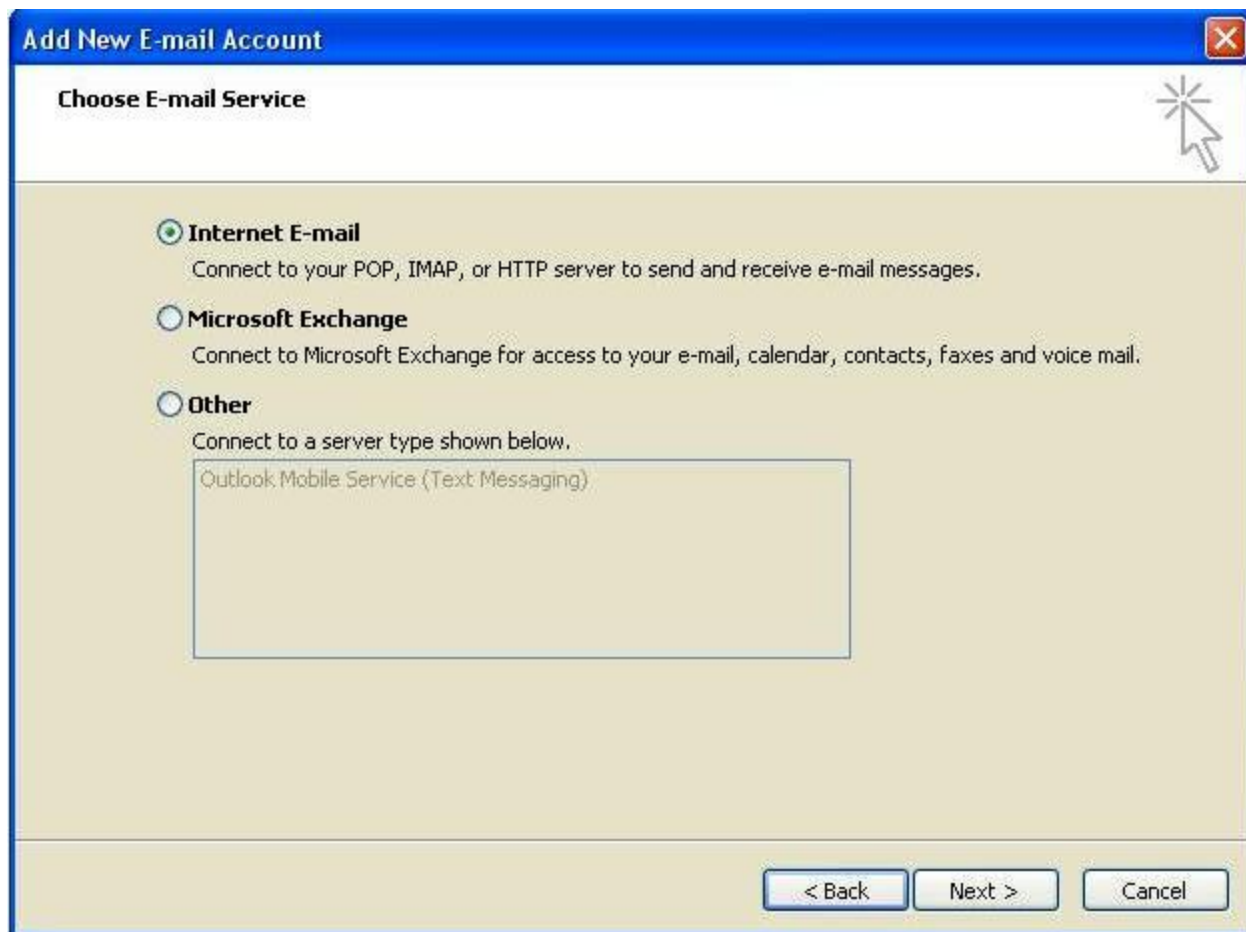 Add New E-mail Account
Choose E-mail Service
Internet E-mail
Connect to your POP, IMAP, or HTTP server to send and receive e-mail messages.
Microsoft Exchange
Connect to Microsoft Exchange for access to your e-mail, calendar, contacts, faxes and voice mail.
Other
Connect to a server type shown below.
Outlook Mobile Service (Text Messaging)
< Back Next > Cancel